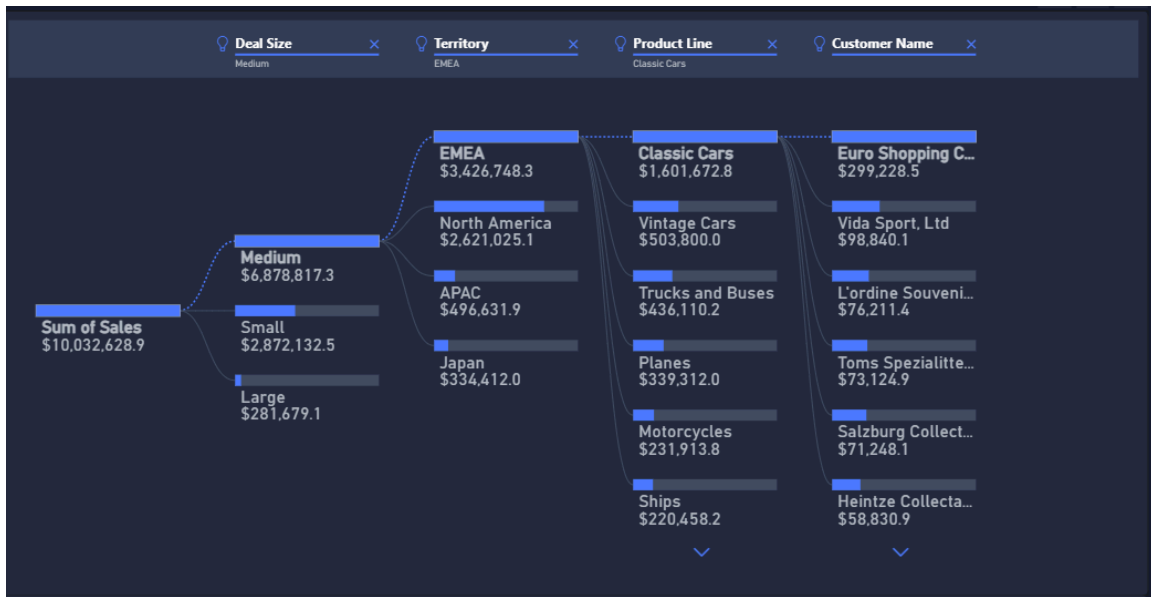 Deal Size
Medium
Territory
EMEA
Product Line
Classic Cars
Customer Name
Sum of Sales
$10,032,628.9
Medium
$6,878,817.3
Small
$2,872,132.5
Large
$281,679.1
EMEA
$3,426,748.3
North America
$2,621,025.1
APAC
$496,631.9
Japan
$334,412.0
Classic Cars
$1,601,672.8
Vintage Cars
$503,800.0
Trucks and Buses
$436,110.2
Planes
$339,312.0
Motorcycles
$231,913.8
Ships
$220,458.2
Euro Shopping C...
$299,228.5
Vida Sport, Ltd
$98,840.1
L'ordine Souveni...
$76,211.4
Toms Spezialitte...
$73,124.9
Salzburg Collect...
$71,248.1
Heintze Collecta...
$58,830.9